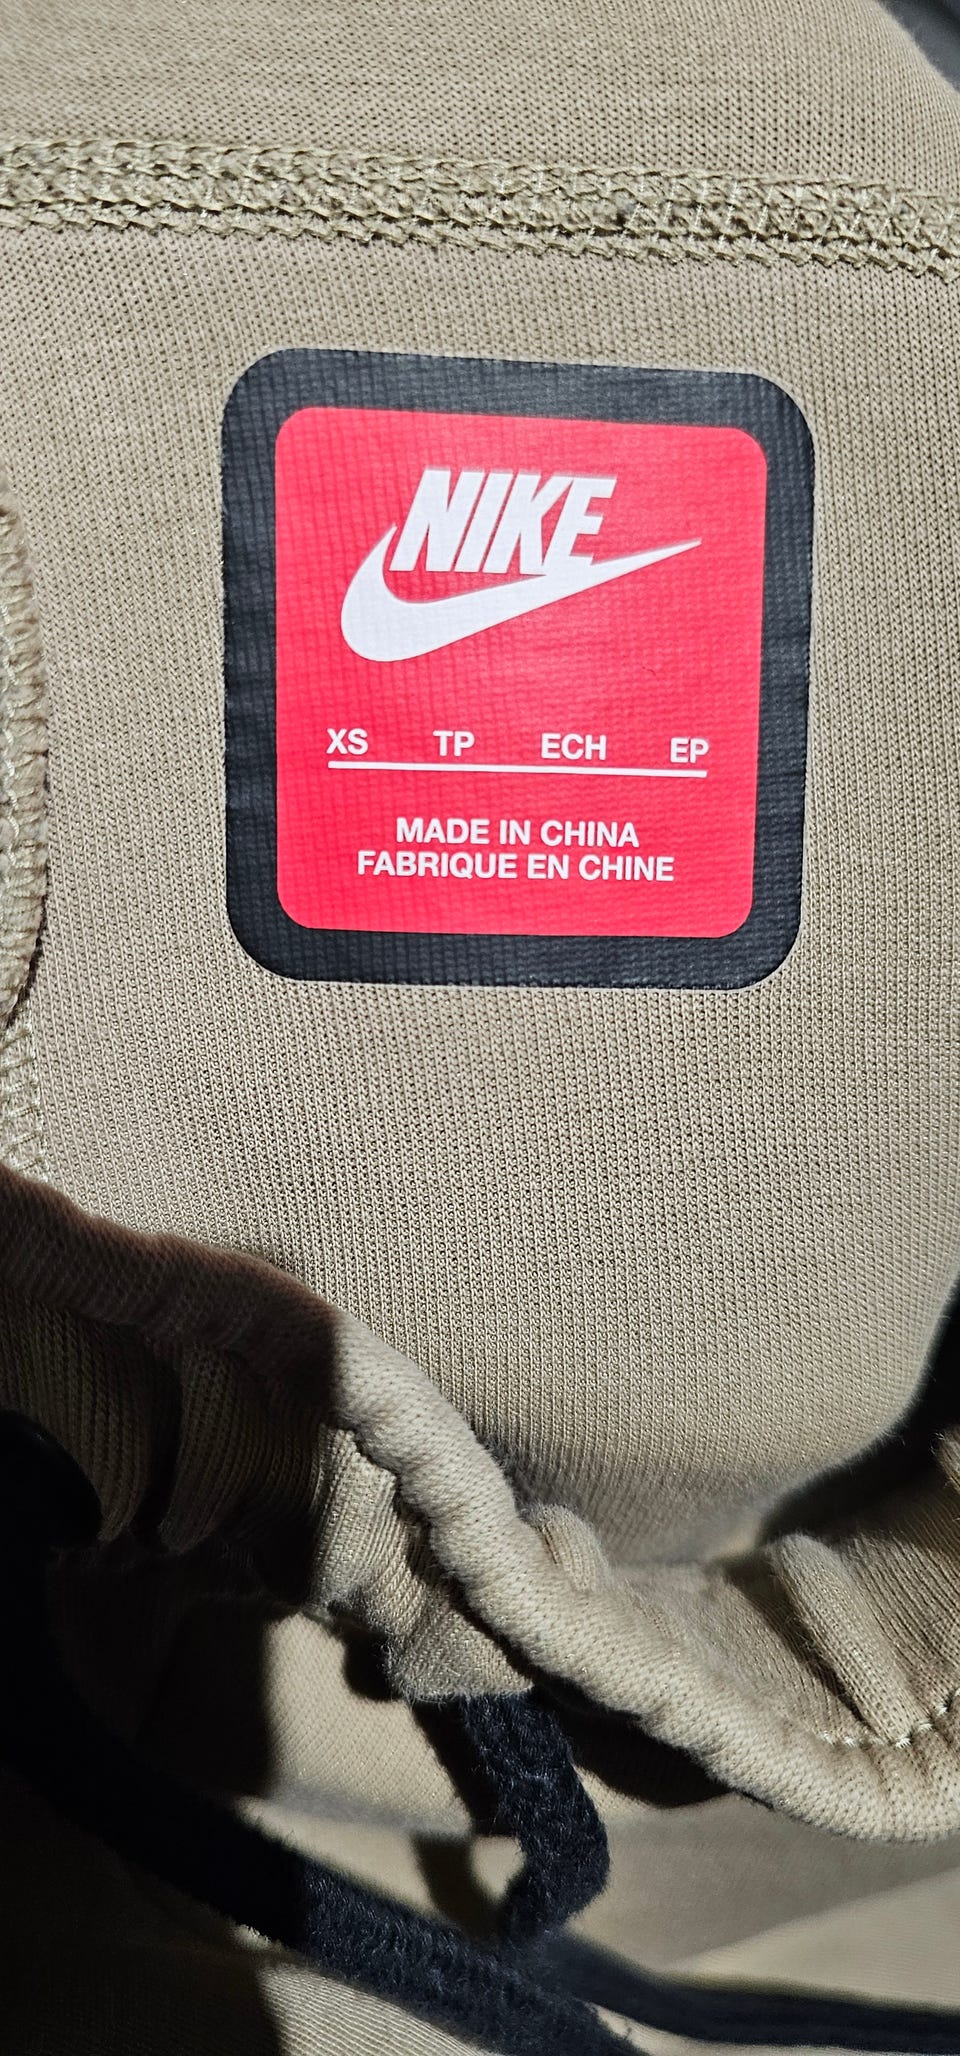 NIKE
XS TP ECH EP
MADE IN CHINA
FABRIQUE EN CHINE